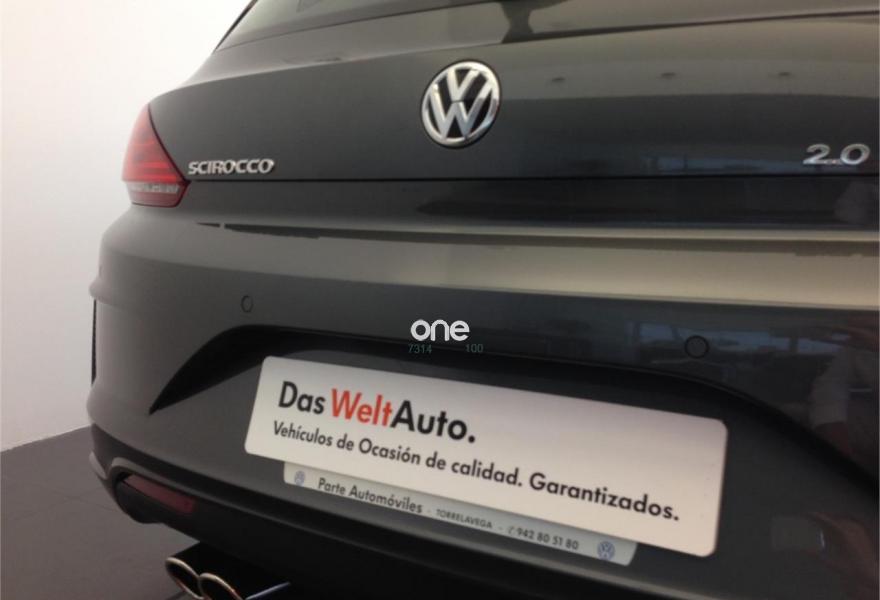 SCIROCCO
2.0
one
7314 100
Das WeltAuto.
Vehículos de Ocasión de calidad. Garantizados.
Parte Automóviles - TORRELAVEGA - ✆ 942 80 51 80